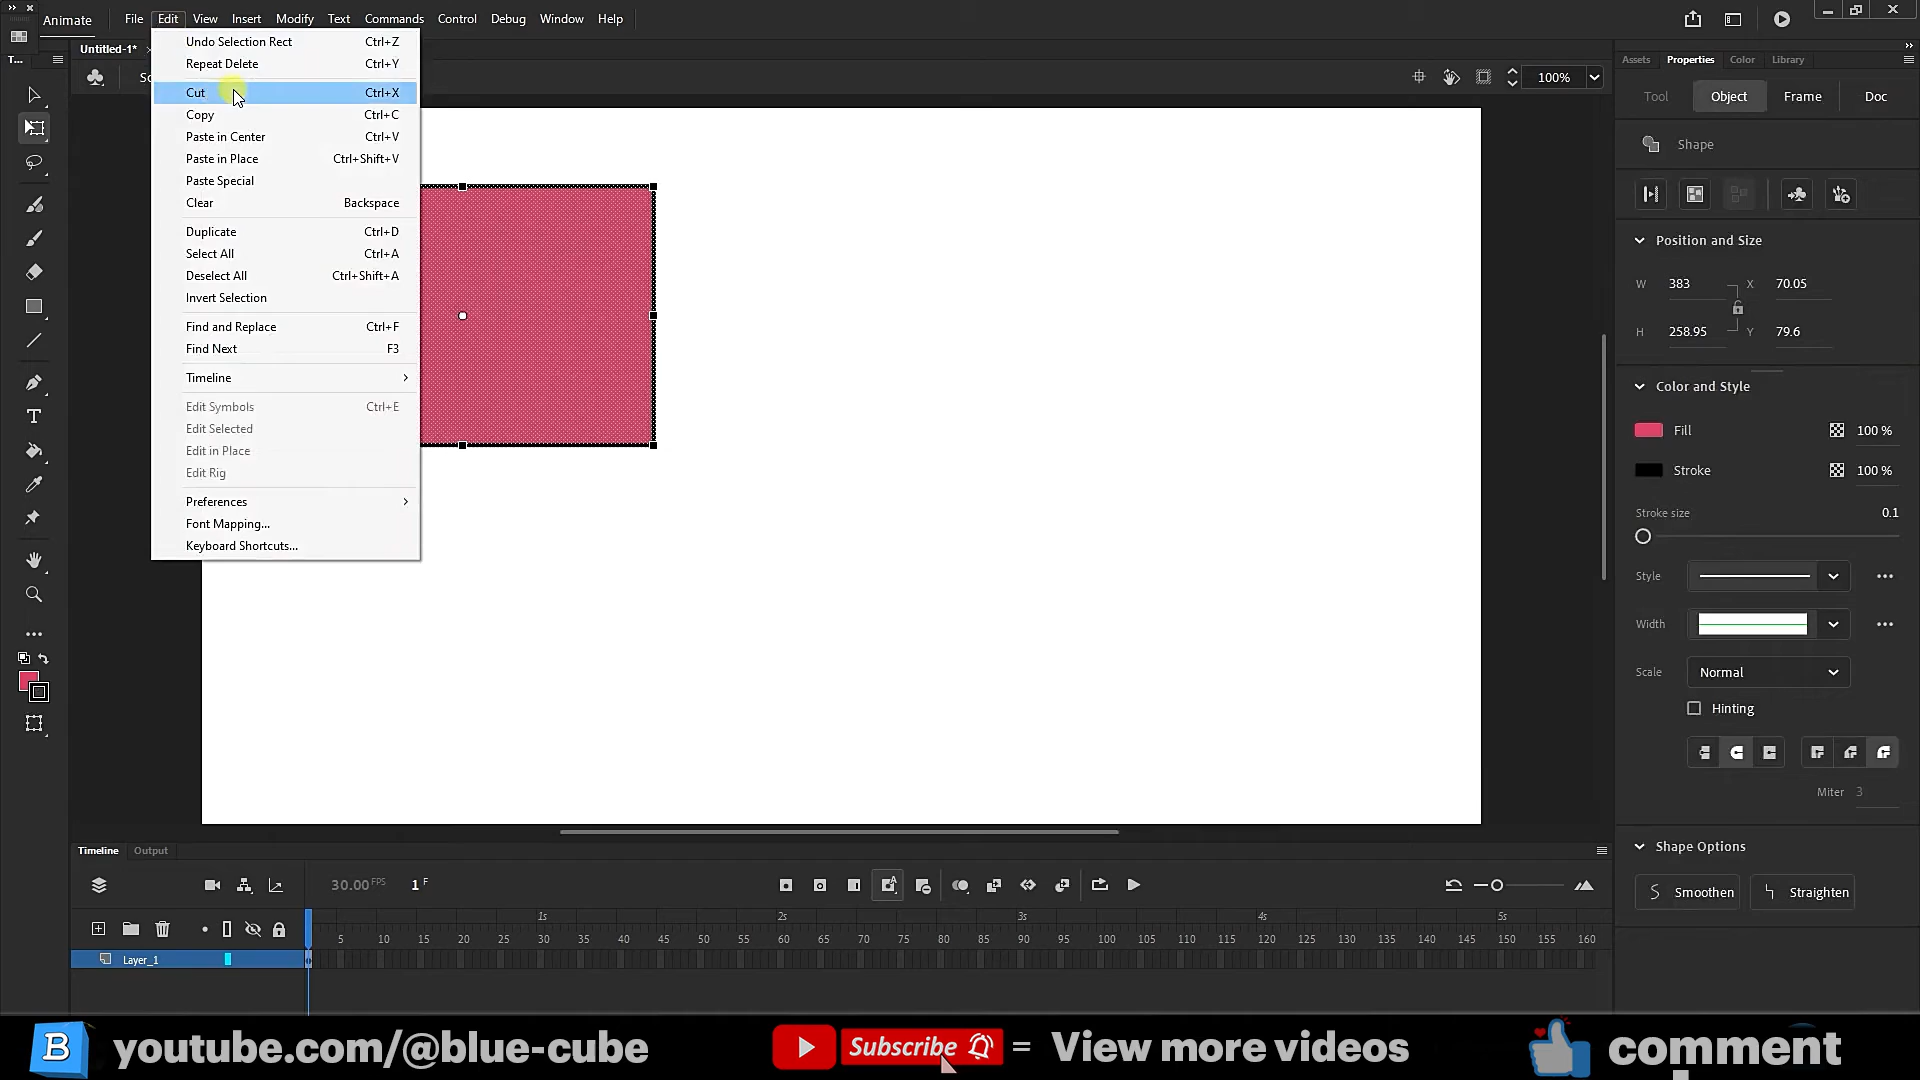 Animate
File Edit View Insert Modify Text Commands Control Debug Window Help
Untitled-1*
T...
Sc
100%
Undo Selection Rect Ctrl+Z
Repeat Delete Ctrl+Y
Cut Ctrl+X
Copy Ctrl+C
Paste in Center Ctrl+V
Paste in Place Ctrl+Shift+V
Paste Special
Clear Backspace
Duplicate Ctrl+D
Select All Ctrl+A
Deselect All Ctrl+Shift+A
Invert Selection
Find and Replace Ctrl+F
Find Next F3
Timeline
Edit Symbols Ctrl+E
Edit Selected
Edit in Place
Edit Rig
Preferences
Font Mapping...
Keyboard Shortcuts...
Assets Properties Color Library
Tool Object Frame Doc
Shape
Position and Size
W 383 X 70.05
H 258.95 Y 79.6
Color and Style
Fill 100 %
Stroke 100 %
Stroke size 0.1
Style
Width
Scale Normal
Hinting
Miter 3
Shape Options
Smoothen Straighten
Timeline Output
30.00 FPS 1 F
1s 2s 3s 4s 5s
5 10 15 20 25 30 35 40 45 50 55 60 65 70 75 80 85 90 95 100 105 110 115 120 125 130 135 140 145 150 155 160
Layer_1
B youtube.com/@blue-cube Subscribe = View more videos comment